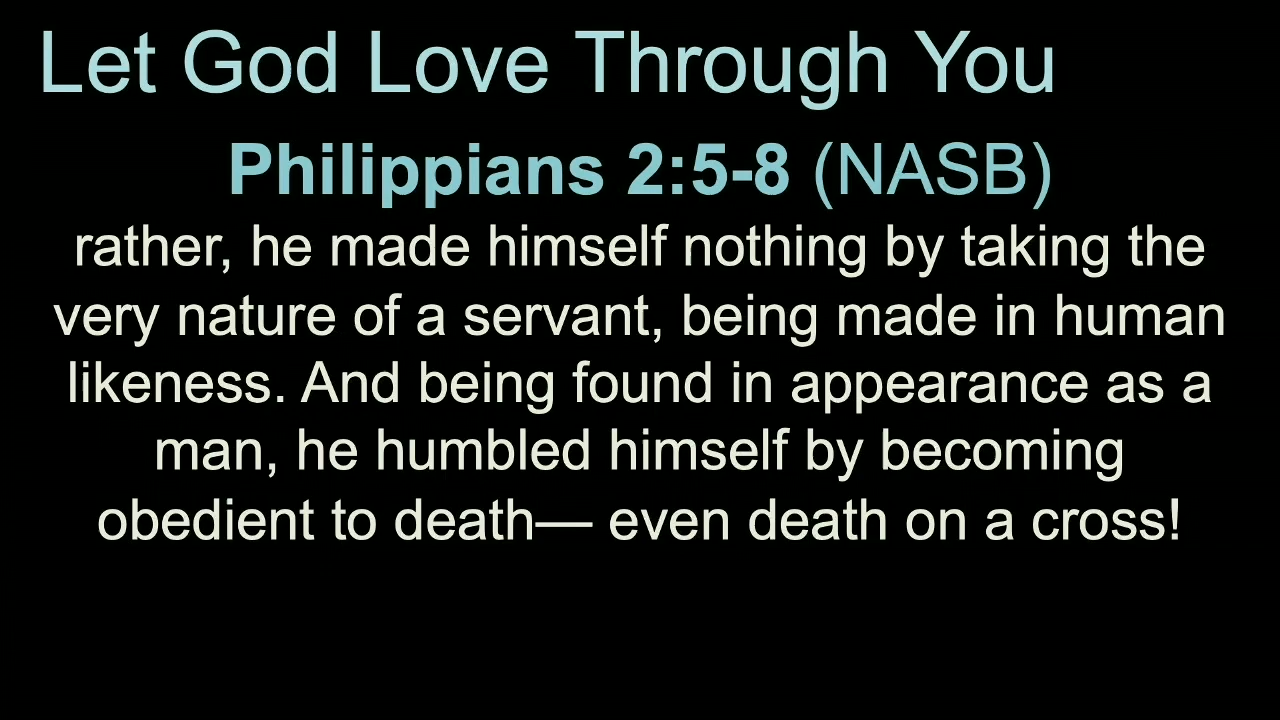 Let God Love Through You
Philippians 2:5-8 (NASB)
rather, he made himself nothing by taking the
very nature of a servant, being made in human
likeness. And being found in appearance as a
man, he humbled himself by becoming
obedient to death— even death on a cross!